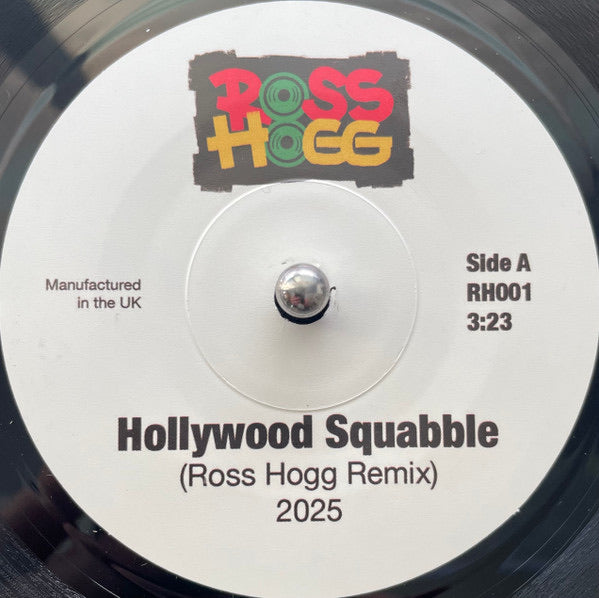 ROSS
HOGG
Manufactured
in the UK
Side A
RH001
3:23
Hollywood Squabble
(Ross Hogg Remix)
2025